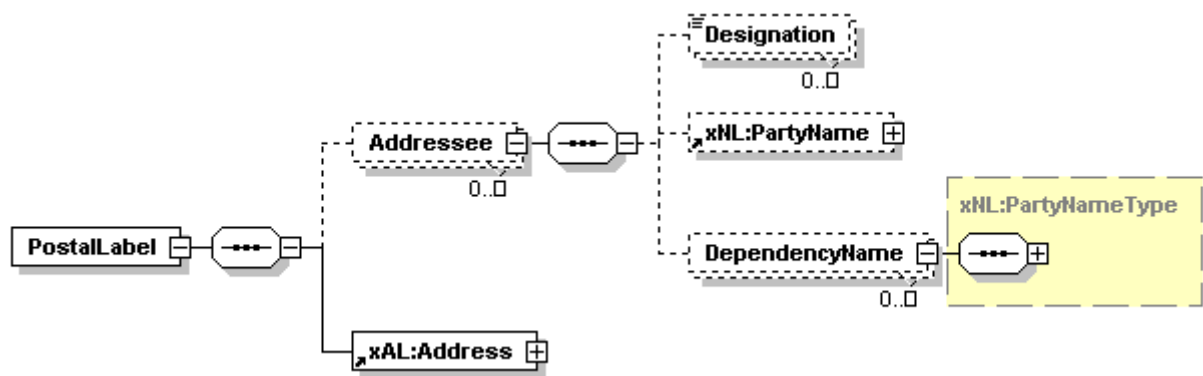 Designation
0..□
xNL:PartyName
Addressee
0..□
xNL:PartyNameType
DependencyName
0..□
PostalLabel
xAL:Address